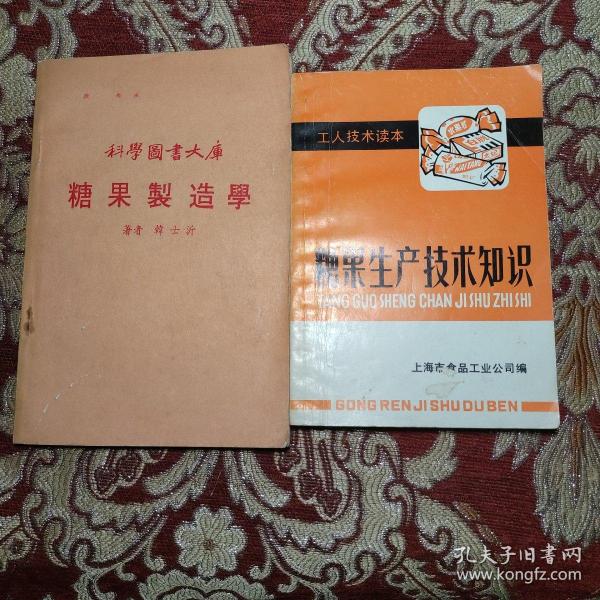 科學圖書大庫
糖果製造學
著者 韓士沂
工人技术读本
糖果生产技术知识
TANG GUO SHENG CHAN JI SHU ZHI SHI
上海市食品工业公司编
GONG REN JI SHU DU BEN
孔夫子旧书网
www.kongfz.com